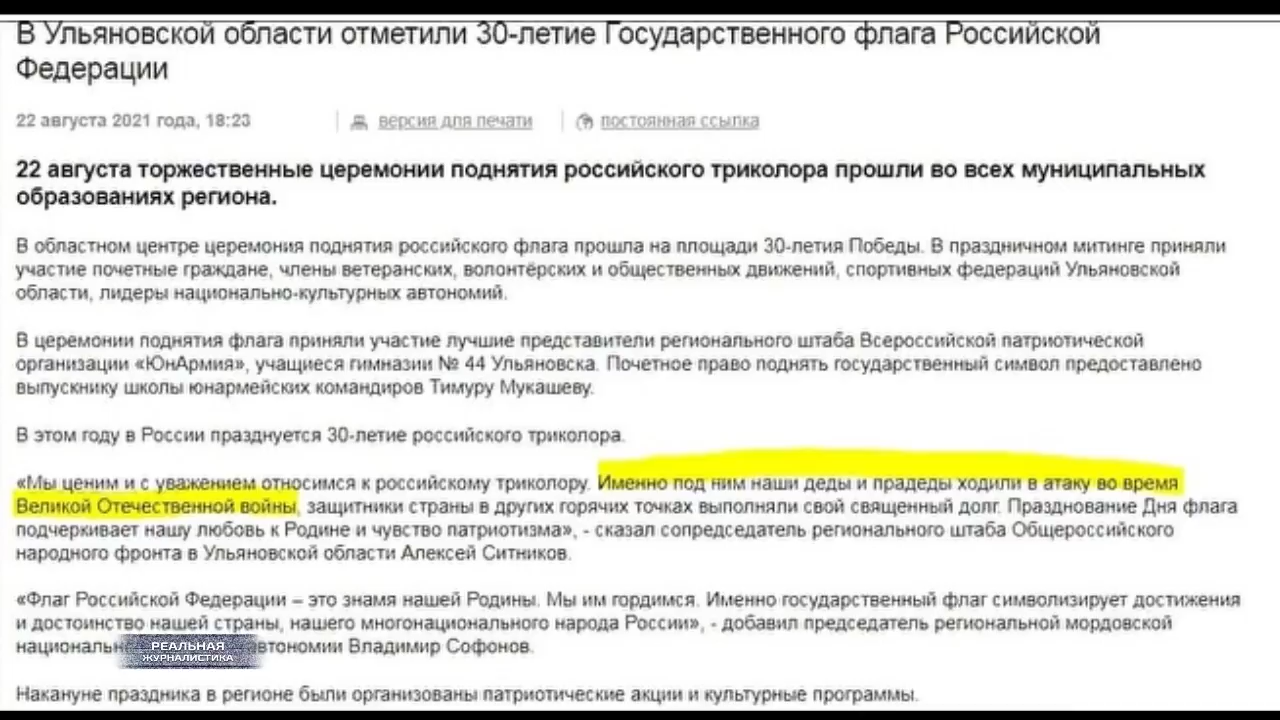 В Ульяновской области отметили 30-летие Государственного флага Российской
Федерации
22 августа 2021 года, 18:23 версия для печати постоянная ссылка
22 августа торжественные церемонии поднятия российского триколора прошли во всех муниципальных
образованиях региона.
В областном центре церемония поднятия российского флага прошла на площади 30-летия Победы. В праздничном митинге приняли
участие почетные граждане, члены ветеранских, волонтёрских и общественных движений, спортивных федераций Ульяновской
области, лидеры национально-культурных автономий.
В церемонии поднятия флага приняли участие лучшие представители регионального штаба Всероссийской патриотической
организации «ЮнАрмия», учащиеся гимназии № 44 Ульяновска. Почетное право поднять государственный символ предоставлено
выпускнику школы юнармейских командиров Тимуру Мукашеву.
В этом году в России празднуется 30-летие российского триколора.
«Мы ценим и с уважением относимся к российскому триколору. Именно под ним наши деды и прадеды ходили в атаку во время
Великой Отечественной войны, защитники страны в других горячих точках выполняли свой священный долг. Празднование Дня флага
подчеркивает нашу любовь к Родине и чувство патриотизма», - сказал сопредседатель регионального штаба Общероссийского
народного фронта в Ульяновской области Алексей Ситников.
«Флаг Российской Федерации – это знамя нашей Родины. Мы им гордимся. Именно государственный флаг символизирует достижения
и достоинство нашей страны, нашего многонационального народа России», - добавил председатель региональной мордовской
националь автономии Владимир Софонов.
РЕАЛЬНАЯ
ЖУРНАЛИСТИКА
Накануне праздника в регионе были организованы патриотические акции и культурные программы.